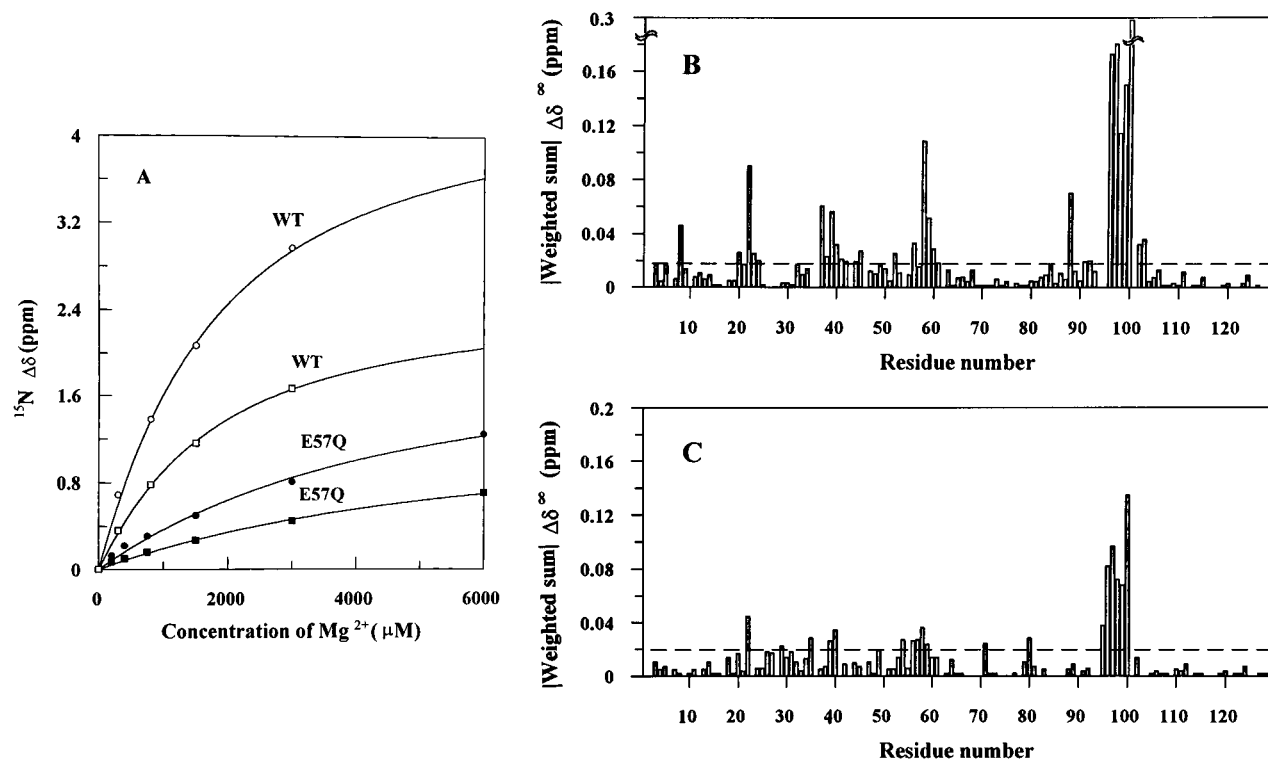 A
4
3.2
2.4
1.6
0.8
0
¹⁵N Δδ (ppm)
WT
WT
E57Q
E57Q
0 2000 4000 6000
Concentration of Mg²⁺ (μM)
B
0.3
0.16
0.12
0.08
0.04
0
|Weighted sum| Δδ ∞ (ppm)
10 20 30 40 50 60 70 80 90 100 110 120
Residue number
C
0.2
0.16
0.12
0.08
0.04
0
|Weighted sum| Δδ ∞ (ppm)
10 20 30 40 50 60 70 80 90 100 110 120
Residue number